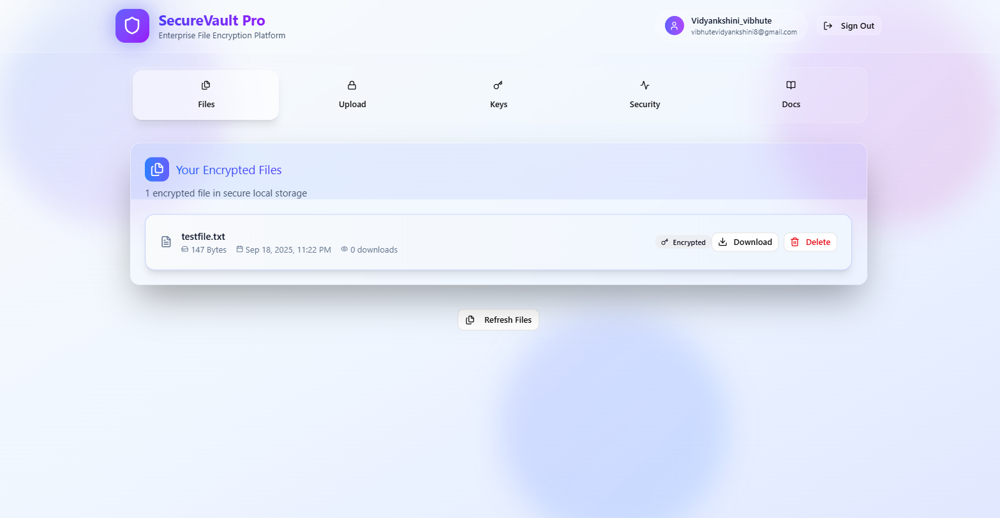 SecureVault Pro
Enterprise File Encryption Platform
Vidyankshini_vibhute
vibhutevidyankshini8@gmail.com
Sign Out
Files
Upload
Keys
Security
Docs
Your Encrypted Files
1 encrypted file in secure local storage
testfile.txt
147 Bytes
Sep 18, 2025, 11:22 PM
0 downloads
Encrypted
Download
Delete
Refresh Files